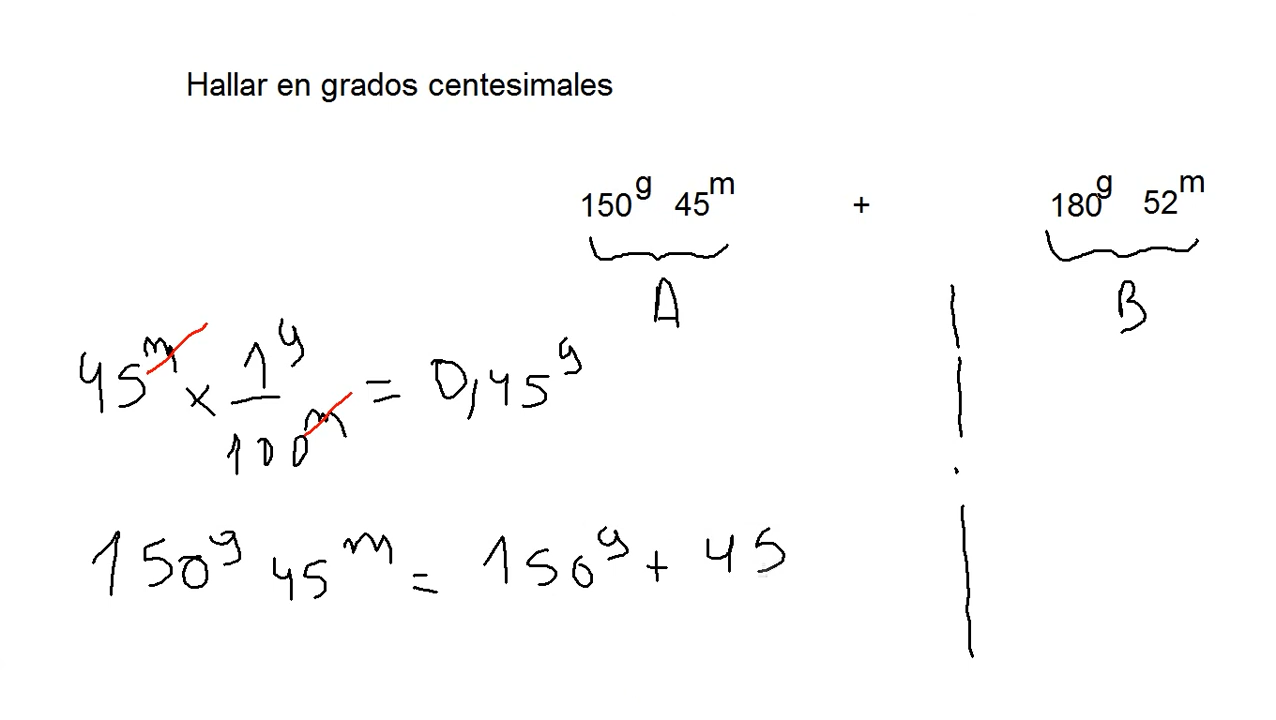 Hallar en grados centesimales
150^g 45^m + 180^g 52^m
A B
45^m x 1^g/100^m = 0,45^g
150^g 45^m = 150^g + 45